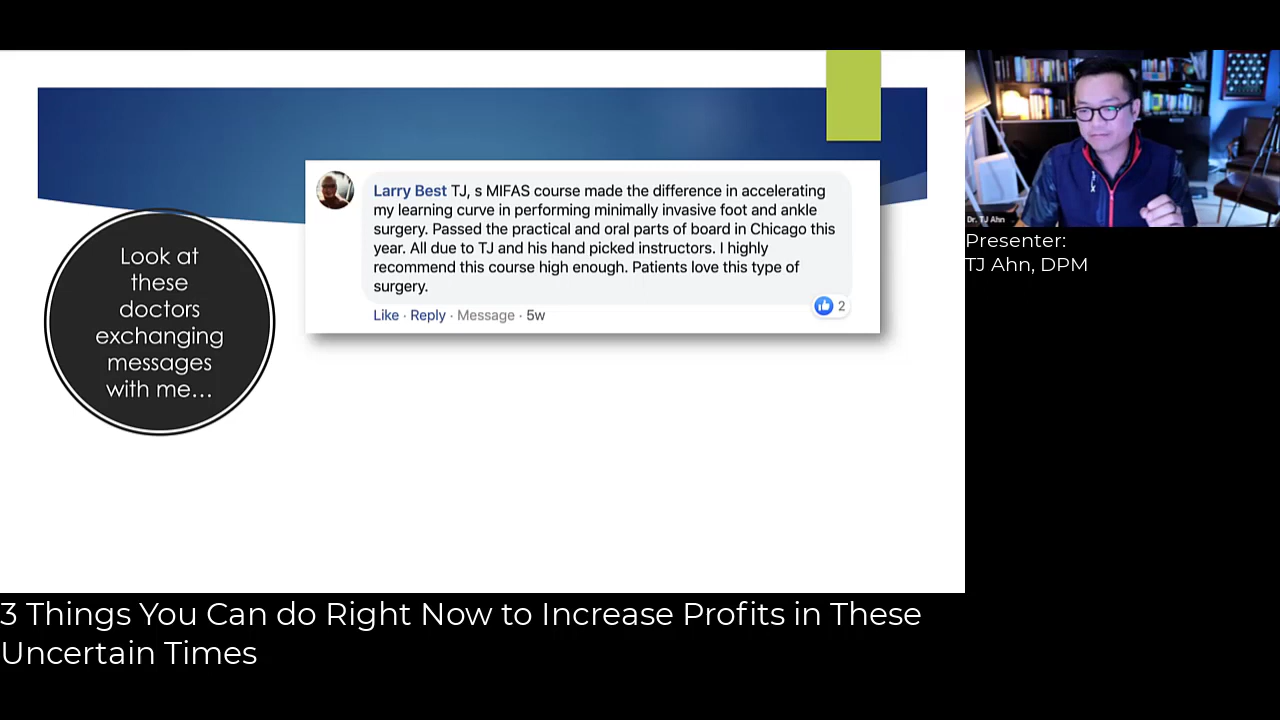 Look at
these
doctors
exchanging
messages
with me...
Larry Best TJ, s MIFAS course made the difference in accelerating
my learning curve in performing minimally invasive foot and ankle
surgery. Passed the practical and oral parts of board in Chicago this
year. All due to TJ and his hand picked instructors. I highly
recommend this course high enough. Patients love this type of
surgery.
2
Like · Reply · Message · 5w
Dr. TJ Ahn
Presenter:
TJ Ahn, DPM
3 Things You Can do Right Now to Increase Profits in These
Uncertain Times